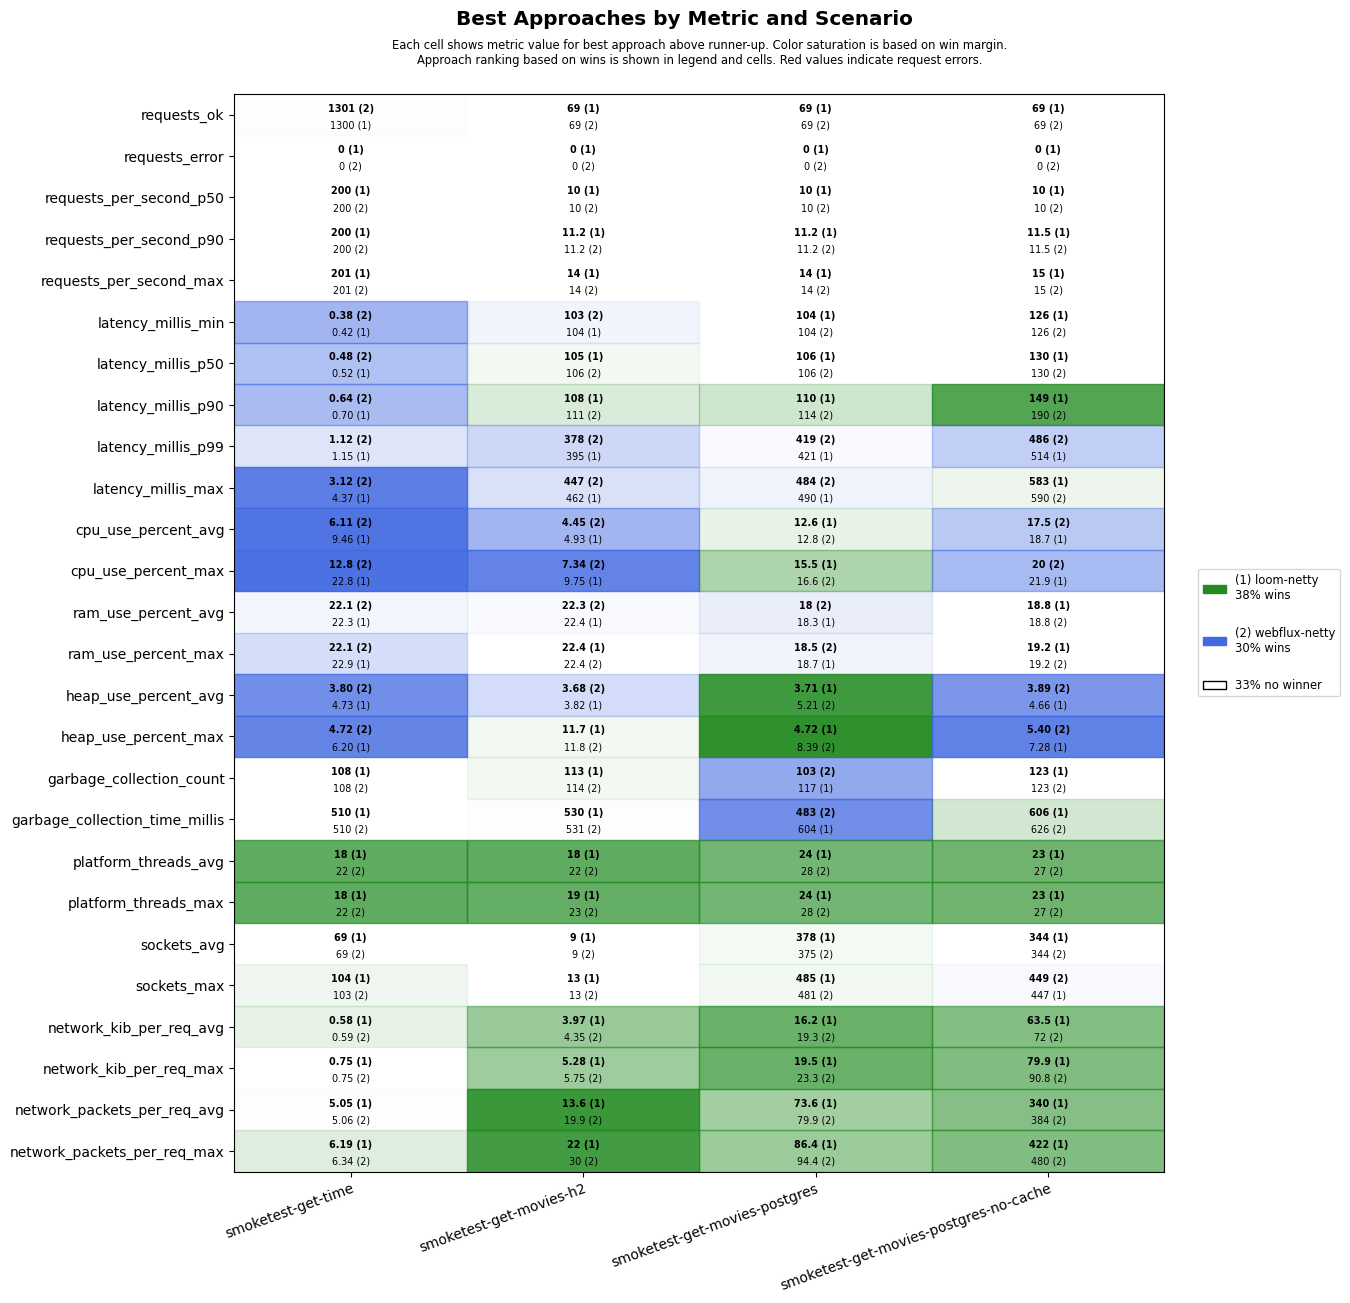 Best Approaches by Metric and Scenario
Each cell shows metric value for best approach above runner-up. Color saturation is based on win margin.
Approach ranking based on wins is shown in legend and cells. Red values indicate request errors.
requests_ok
1301 (2) 69 (1) 69 (1) 69 (1)
1300 (1) 69 (2) 69 (2) 69 (2)
requests_error
0 (1) 0 (1) 0 (1) 0 (1)
0 (2) 0 (2) 0 (2) 0 (2)
requests_per_second_p50
200 (1) 10 (1) 10 (1) 10 (1)
200 (2) 10 (2) 10 (2) 10 (2)
requests_per_second_p90
200 (1) 11.2 (1) 11.2 (1) 11.5 (1)
200 (2) 11.2 (2) 11.2 (2) 11.5 (2)
requests_per_second_max
201 (1) 14 (1) 14 (1) 15 (1)
201 (2) 14 (2) 14 (2) 15 (2)
latency_millis_min
0.38 (2) 103 (2) 104 (1) 126 (1)
0.42 (1) 104 (1) 104 (2) 126 (2)
latency_millis_p50
0.48 (2) 105 (1) 106 (1) 130 (1)
0.52 (1) 106 (2) 106 (2) 130 (2)
latency_millis_p90
0.64 (2) 108 (1) 110 (1) 149 (1)
0.70 (1) 111 (2) 114 (2) 190 (2)
latency_millis_p99
1.12 (2) 378 (2) 419 (2) 486 (2)
1.15 (1) 395 (1) 421 (1) 514 (1)
latency_millis_max
3.12 (2) 447 (2) 484 (2) 583 (1)
4.37 (1) 462 (1) 490 (1) 590 (2)
cpu_use_percent_avg
6.11 (2) 4.45 (2) 12.6 (1) 17.5 (2)
9.46 (1) 4.93 (1) 12.8 (2) 18.7 (1)
cpu_use_percent_max
12.8 (2) 7.34 (2) 15.5 (1) 20 (2)
22.8 (1) 9.75 (1) 16.6 (2) 21.9 (1)
ram_use_percent_avg
22.1 (2) 22.3 (2) 18 (2) 18.8 (1)
22.3 (1) 22.4 (1) 18.3 (1) 18.8 (2)
ram_use_percent_max
22.1 (2) 22.4 (1) 18.5 (2) 19.2 (1)
22.9 (1) 22.4 (2) 18.7 (1) 19.2 (2)
heap_use_percent_avg
3.80 (2) 3.68 (2) 3.71 (1) 3.89 (2)
4.73 (1) 3.82 (1) 5.21 (2) 4.66 (1)
heap_use_percent_max
4.72 (2) 11.7 (1) 4.72 (1) 5.40 (2)
6.20 (1) 11.8 (2) 8.39 (2) 7.28 (1)
garbage_collection_count
108 (1) 113 (1) 103 (2) 123 (1)
108 (2) 114 (2) 117 (1) 123 (2)
garbage_collection_time_millis
510 (1) 530 (1) 483 (2) 606 (1)
510 (2) 531 (2) 604 (1) 626 (2)
platform_threads_avg
18 (1) 18 (1) 24 (1) 23 (1)
22 (2) 22 (2) 28 (2) 27 (2)
platform_threads_max
18 (1) 19 (1) 24 (1) 23 (1)
22 (2) 23 (2) 28 (2) 27 (2)
sockets_avg
69 (1) 9 (1) 378 (1) 344 (1)
69 (2) 9 (2) 375 (2) 344 (2)
sockets_max
104 (1) 13 (1) 485 (1) 449 (2)
103 (2) 13 (2) 481 (2) 447 (1)
network_kib_per_req_avg
0.58 (1) 3.97 (1) 16.2 (1) 63.5 (1)
0.59 (2) 4.35 (2) 19.3 (2) 72 (2)
network_kib_per_req_max
0.75 (1) 5.28 (1) 19.5 (1) 79.9 (1)
0.75 (2) 5.75 (2) 23.3 (2) 90.8 (2)
network_packets_per_req_avg
5.05 (1) 13.6 (1) 73.6 (1) 340 (1)
5.06 (2) 19.9 (2) 79.9 (2) 384 (2)
network_packets_per_req_max
6.19 (1) 22 (1) 86.4 (1) 422 (1)
6.34 (2) 30 (2) 94.4 (2) 480 (2)
smoketest-get-time
smoketest-get-movies-h2
smoketest-get-movies-postgres
smoketest-get-movies-postgres-no-cache
(1) loom-netty
38% wins
(2) webflux-netty
30% wins
33% no winner